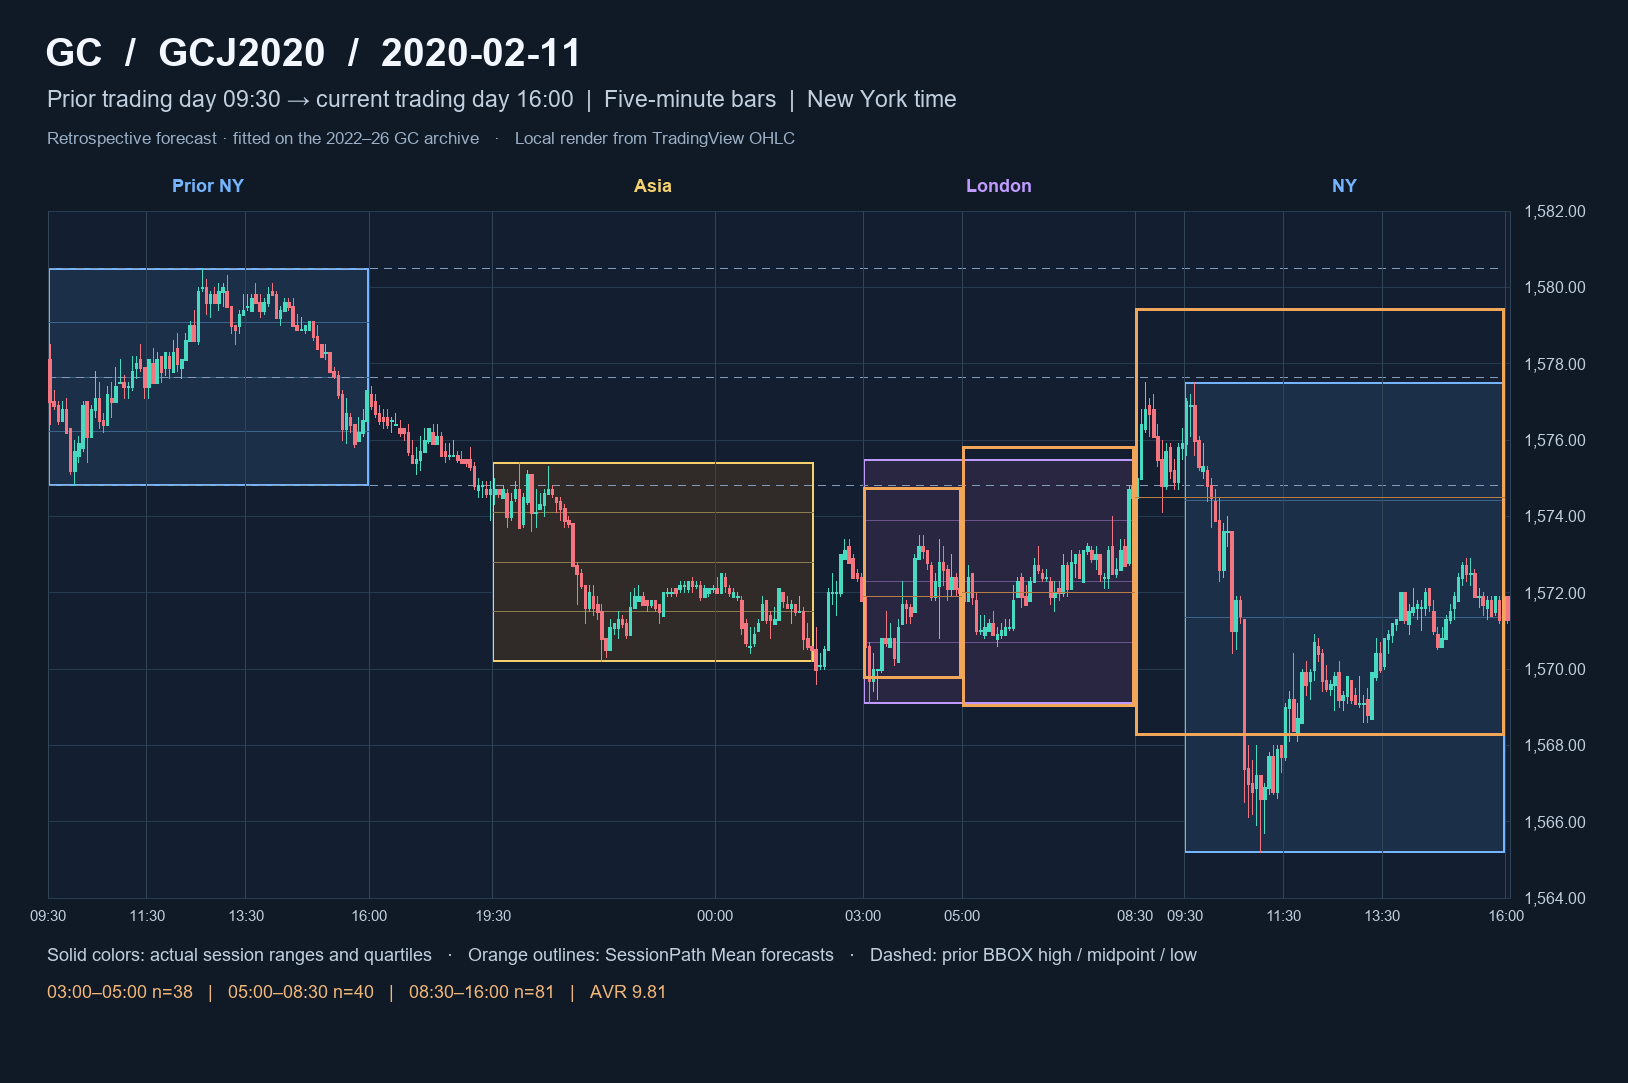 GC / GCJ2020 / 2020-02-11
Prior trading day 09:30 → current trading day 16:00 | Five-minute bars | New York time
Retrospective forecast · fitted on the 2022–26 GC archive · Local render from TradingView OHLC
Prior NY Asia London NY
1,582.00
1,580.00
1,578.00
1,576.00
1,574.00
1,572.00
1,570.00
1,568.00
1,566.00
1,564.00
09:30 11:30 13:30 16:00 19:30 00:00 03:00 05:00 08:30 09:30 11:30 13:30 16:00
Solid colors: actual session ranges and quartiles · Orange outlines: SessionPath Mean forecasts · Dashed: prior BBOX high / midpoint / low
03:00–05:00 n=38 | 05:00–08:30 n=40 | 08:30–16:00 n=81 | AVR 9.81